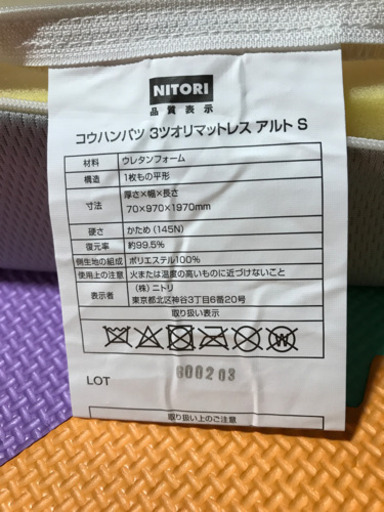 NITORI
品質表示
コウハンパツ 3ツオリマットレス アルト S
材料 ウレタンフォーム
構造 1枚もの平形
寸法 厚さ×幅×長さ
70×970×1970mm
硬さ かため(145N)
復元率 約99.5%
側生地の組成 ポリエステル100%
使用上の注意 火または温度の高いものに近づけないこと
表示者 (株)ニトリ
東京都北区神谷3丁目6番20号
取り扱い表示
LOT 600203
取り扱い上のご注意